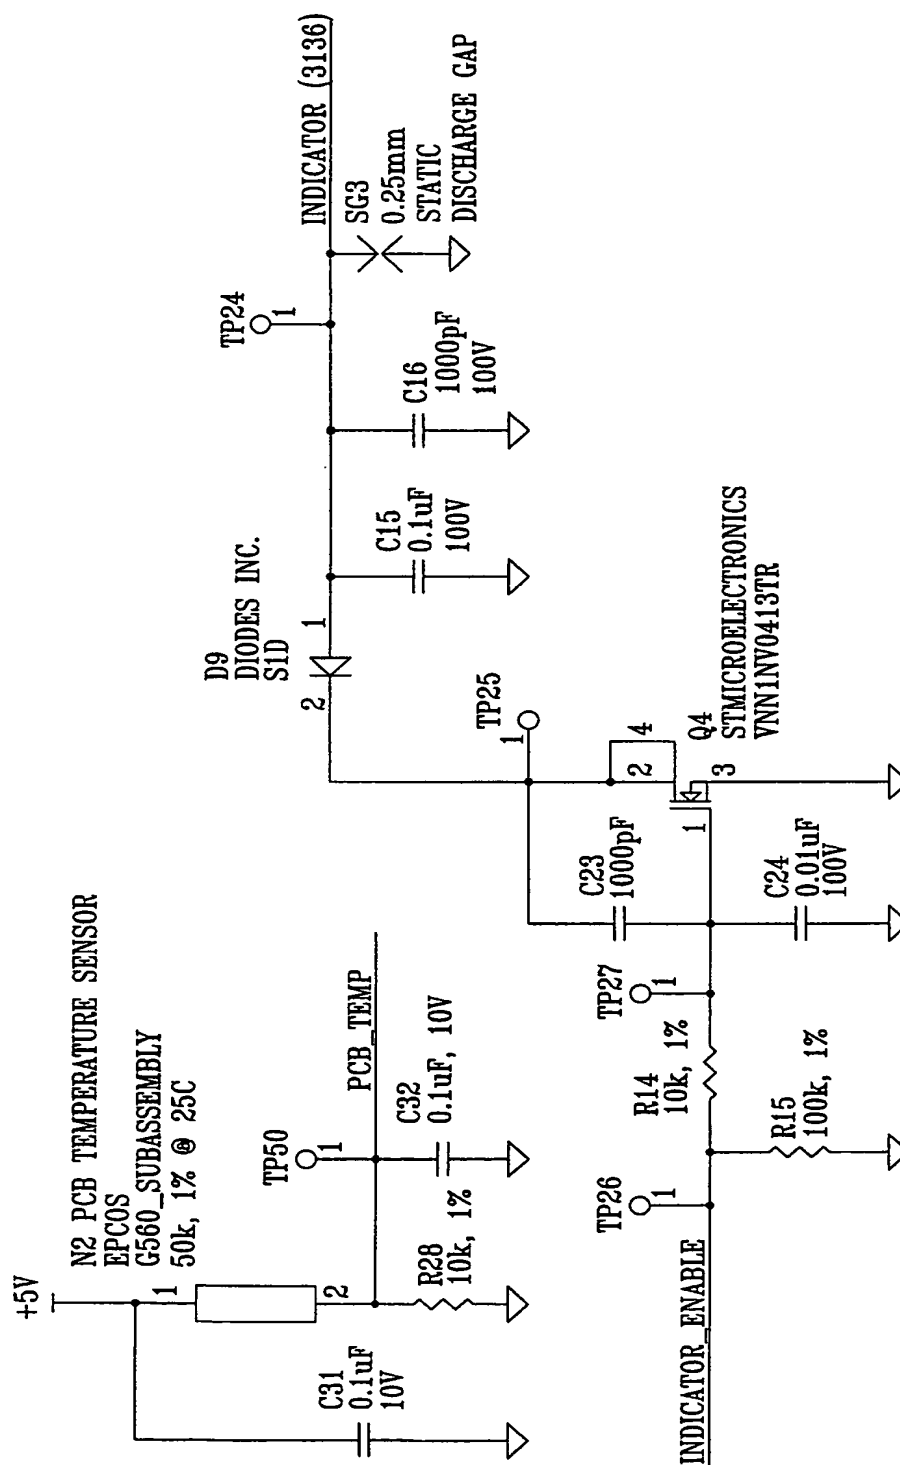 +5V
N2 PCB TEMPERATURE SENSOR
EPCOS
G560_SUBASSEMBLY
50k, 1% @ 25C
1
2
C31
0.1uF
10V
R28
10k, 1%
TP50
1
C32
0.1uF, 10V
PCB_TEMP
D9
DIODES INC.
S1D
2
1
TP24
1
INDICATOR (3136)
SG3
0.25mm
STATIC
DISCHARGE GAP
C15
0.1uF
100V
C16
1000pF
100V
TP25
1
C23
1000pF
2
4
1
3
Q4
STMICROELECTRONICS
VNN1NV0413TR
INDICATOR_ENABLE
TP26
1
R14
10k, 1%
TP27
1
R15
100k, 1%
C24
0.01uF
100V